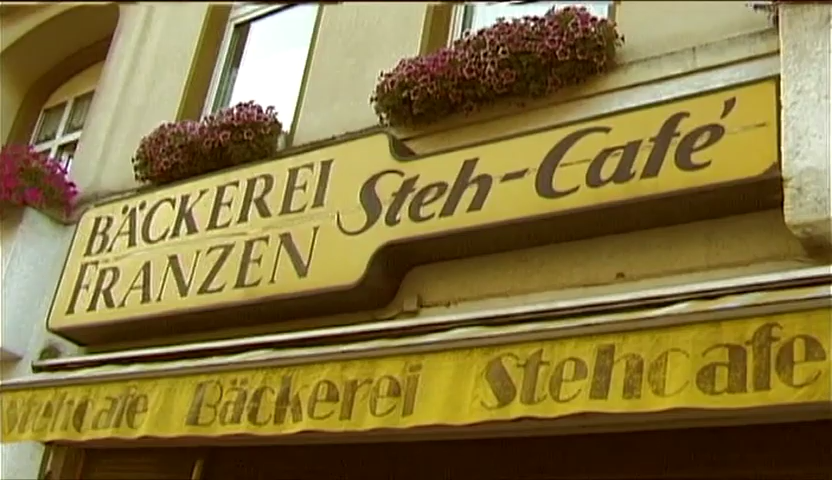 BÄCKEREI
FRANZEN
Steh-Café
Stehcafe Bäckerei Stehcafe